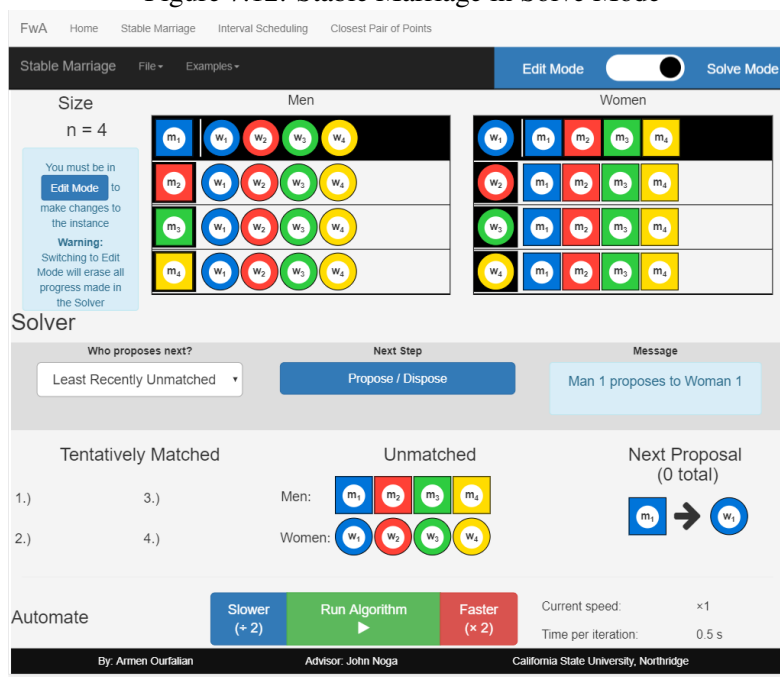 Figure 7.12: Stable Marriage in Solve Mode
FwA Home Stable Marriage Interval Scheduling Closest Pair of Points
Stable Marriage File Examples Edit Mode Solve Mode
Size Men Women
n = 4
m₁ w₁ w₂ w₃ w₄ w₁ m₁ m₂ m₃ m₄
You must be in
Edit Mode to
make changes to
the instance
Warning:
Switching to Edit
Mode will erase all
progress made in
the Solver
m₂ w₁ w₂ w₃ w₄ w₂ m₁ m₂ m₃ m₄
m₃ w₁ w₂ w₃ w₄ w₃ m₁ m₂ m₃ m₄
m₄ w₁ w₂ w₃ w₄ w₄ m₁ m₂ m₃ m₄
Solver
Who proposes next? Next Step Message
Least Recently Unmatched Propose / Dispose Man 1 proposes to Woman 1
Tentatively Matched Unmatched Next Proposal
(0 total)
1.) 3.) Men: m₁ m₂ m₃ m₄
m₁ w₁
2.) 4.) Women: w₁ w₂ w₃ w₄
Automate
Slower
(÷ 2)
Run Algorithm
Faster
(× 2)
Current speed: ×1
Time per iteration: 0.5 s
By: Armen Ourfalian Advisor: John Noga California State University, Northridge